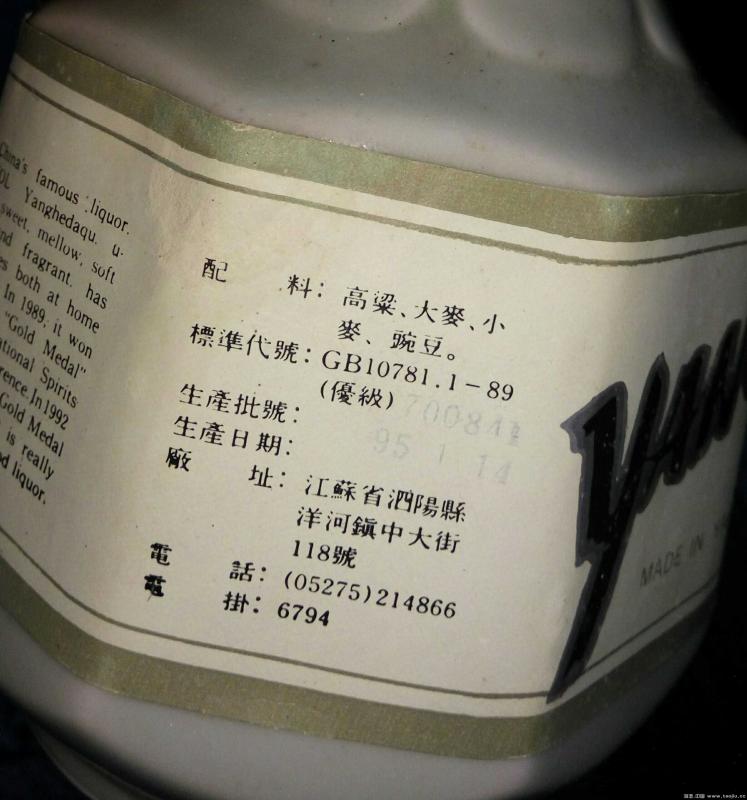 China's famous liquor.
Yanghedaqu. u-
sweet, mellow, soft
nd fragrant. has
es both at home
In 1989, it won
"Gold Medal"
ational Spirits
rence.In1992
Gold Medal
is really
d liquor.
配　料：高粱、大麥、小
麥、豌豆。
標準代號：GB10781.1－89
(優級)
生產批號：
生產日期：95 1 14
廠　址：江蘇省泗陽縣
洋河鎮中大街
118號
電　話：(05275)214866
電　掛：6794
MADE IN